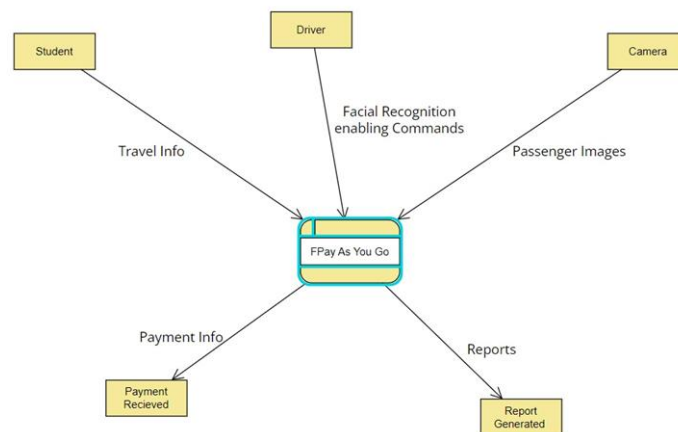 Driver
Student
Camera
Facial Recognition
enabling Commands
Travel Info
Passenger Images
FPay As You Go
Payment Info
Reports
Payment
Recieved
Report
Generated